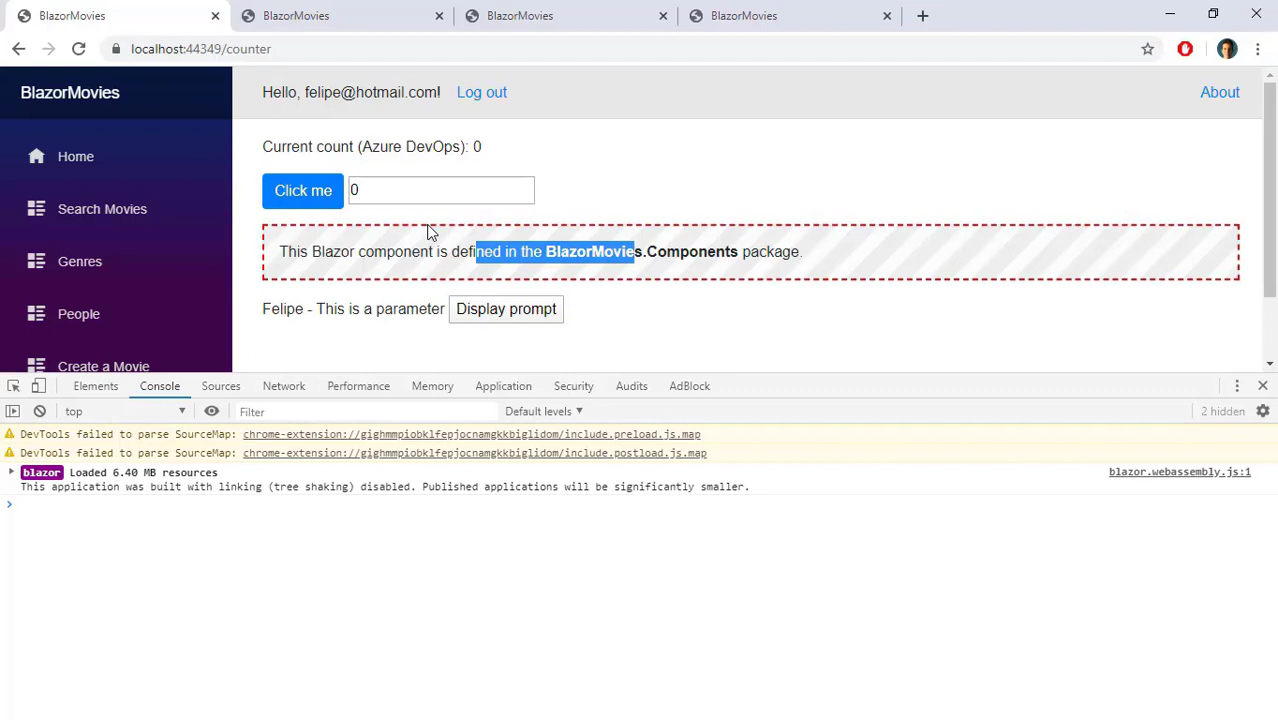 BlazorMovies BlazorMovies BlazorMovies BlazorMovies
localhost:44349/counter
BlazorMovies
Hello, felipe@hotmail.com! Log out About
Home
Search Movies
Genres
People
Create a Movie
Current count (Azure DevOps): 0
Click me 0
This Blazor component is defined in the BlazorMovies.Components package.
Felipe - This is a parameter Display prompt
Elements Console Sources Network Performance Memory Application Security Audits AdBlock
top Filter Default levels ▼ 2 hidden
DevTools failed to parse SourceMap: chrome-extension://gighmmpiobklfepjocnamgkkbiglidom/include.preload.js.map
DevTools failed to parse SourceMap: chrome-extension://gighmmpiobklfepjocnamgkkbiglidom/include.postload.js.map
blazor Loaded 6.40 MB resources blazor.webassembly.js:1
This application was built with linking (tree shaking) disabled. Published applications will be significantly smaller.